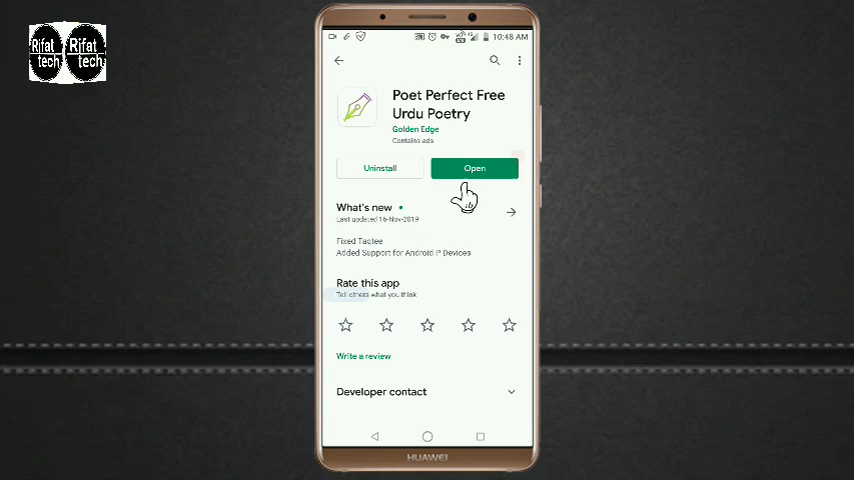 Rifat tech
Rifat tech
10:48 AM
Poet Perfect Free
Urdu Poetry
Golden Edge
Contains ads
Uninstall
Open
What's new
Last updated 16-Nov-2019
Fixed Taqtee
Added Support for Android P Devices
Rate this app
Tell others what you think
Write a review
Developer contact
HUAWEI